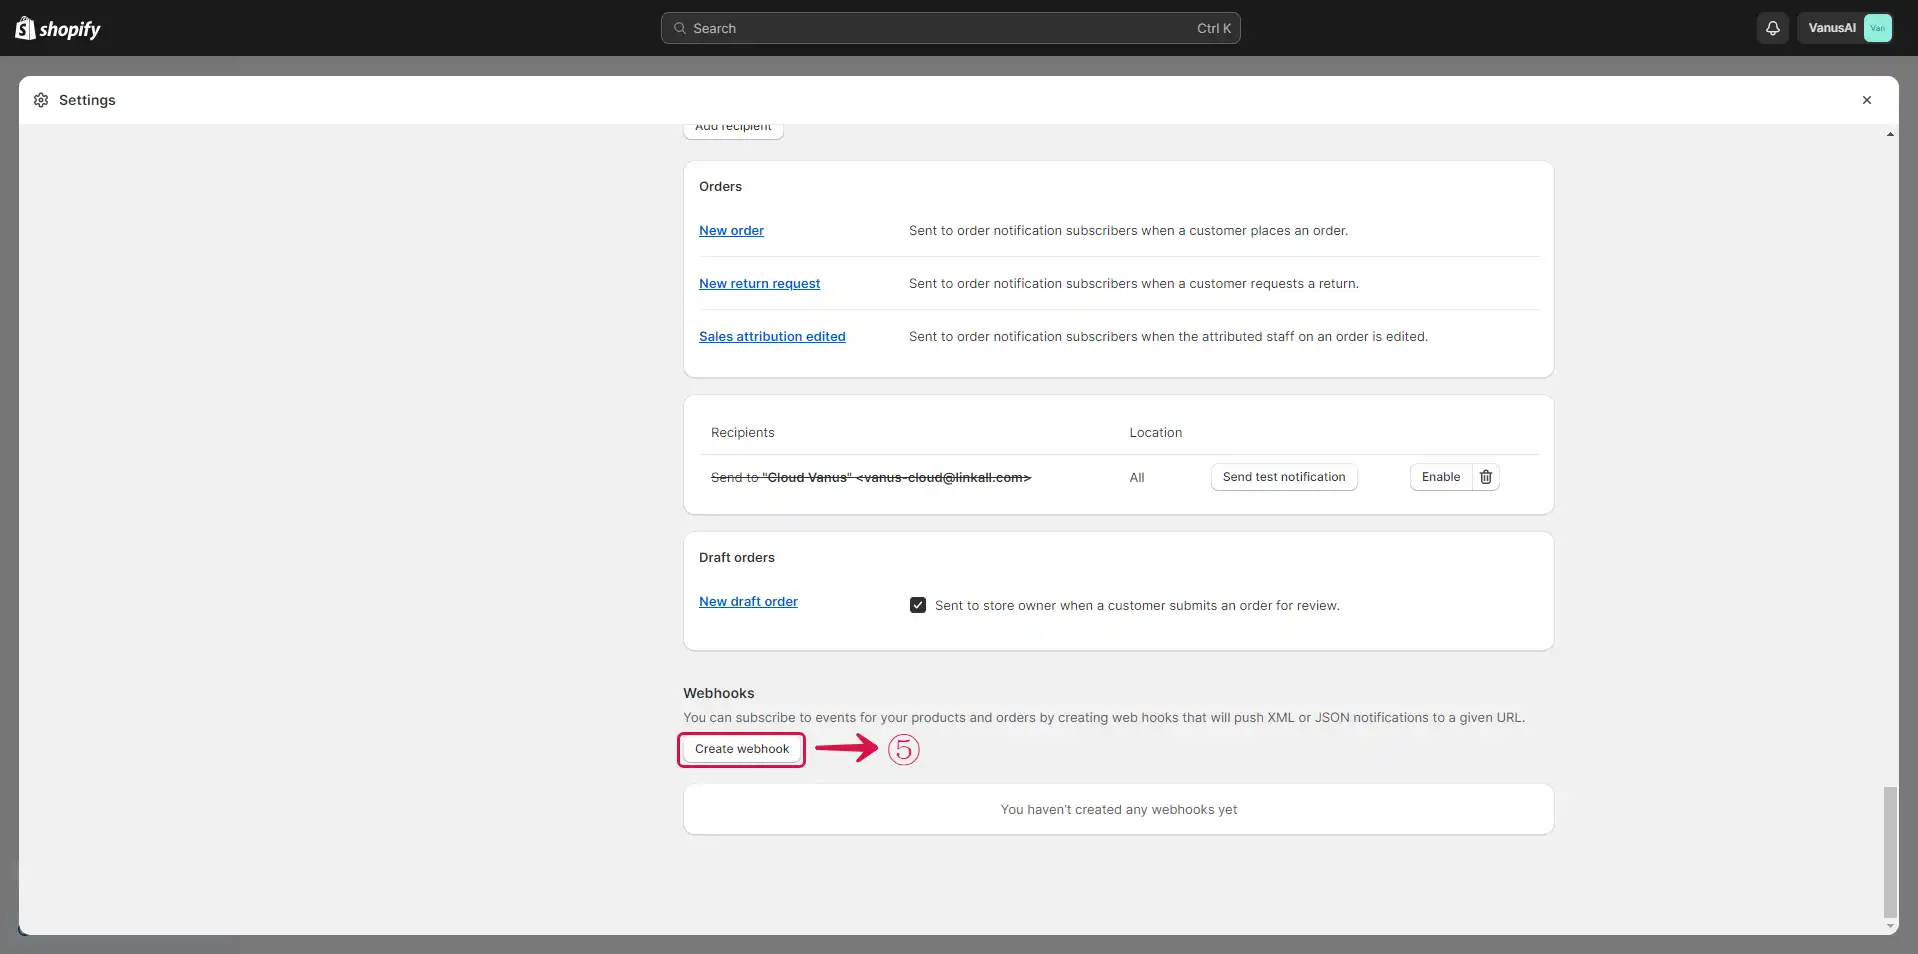 shopify
Search
Ctrl K
VanusAI
Van
Settings
Add recipient
Orders
New order
Sent to order notification subscribers when a customer places an order.
New return request
Sent to order notification subscribers when a customer requests a return.
Sales attribution edited
Sent to order notification subscribers when the attributed staff on an order is edited.
Recipients
Location
Send to "Cloud Vanus" <vanus-cloud@linkall.com>
All
Send test notification
Enable
Draft orders
New draft order
Sent to store owner when a customer submits an order for review.
Webhooks
You can subscribe to events for your products and orders by creating web hooks that will push XML or JSON notifications to a given URL.
Create webhook
⑤
You haven't created any webhooks yet